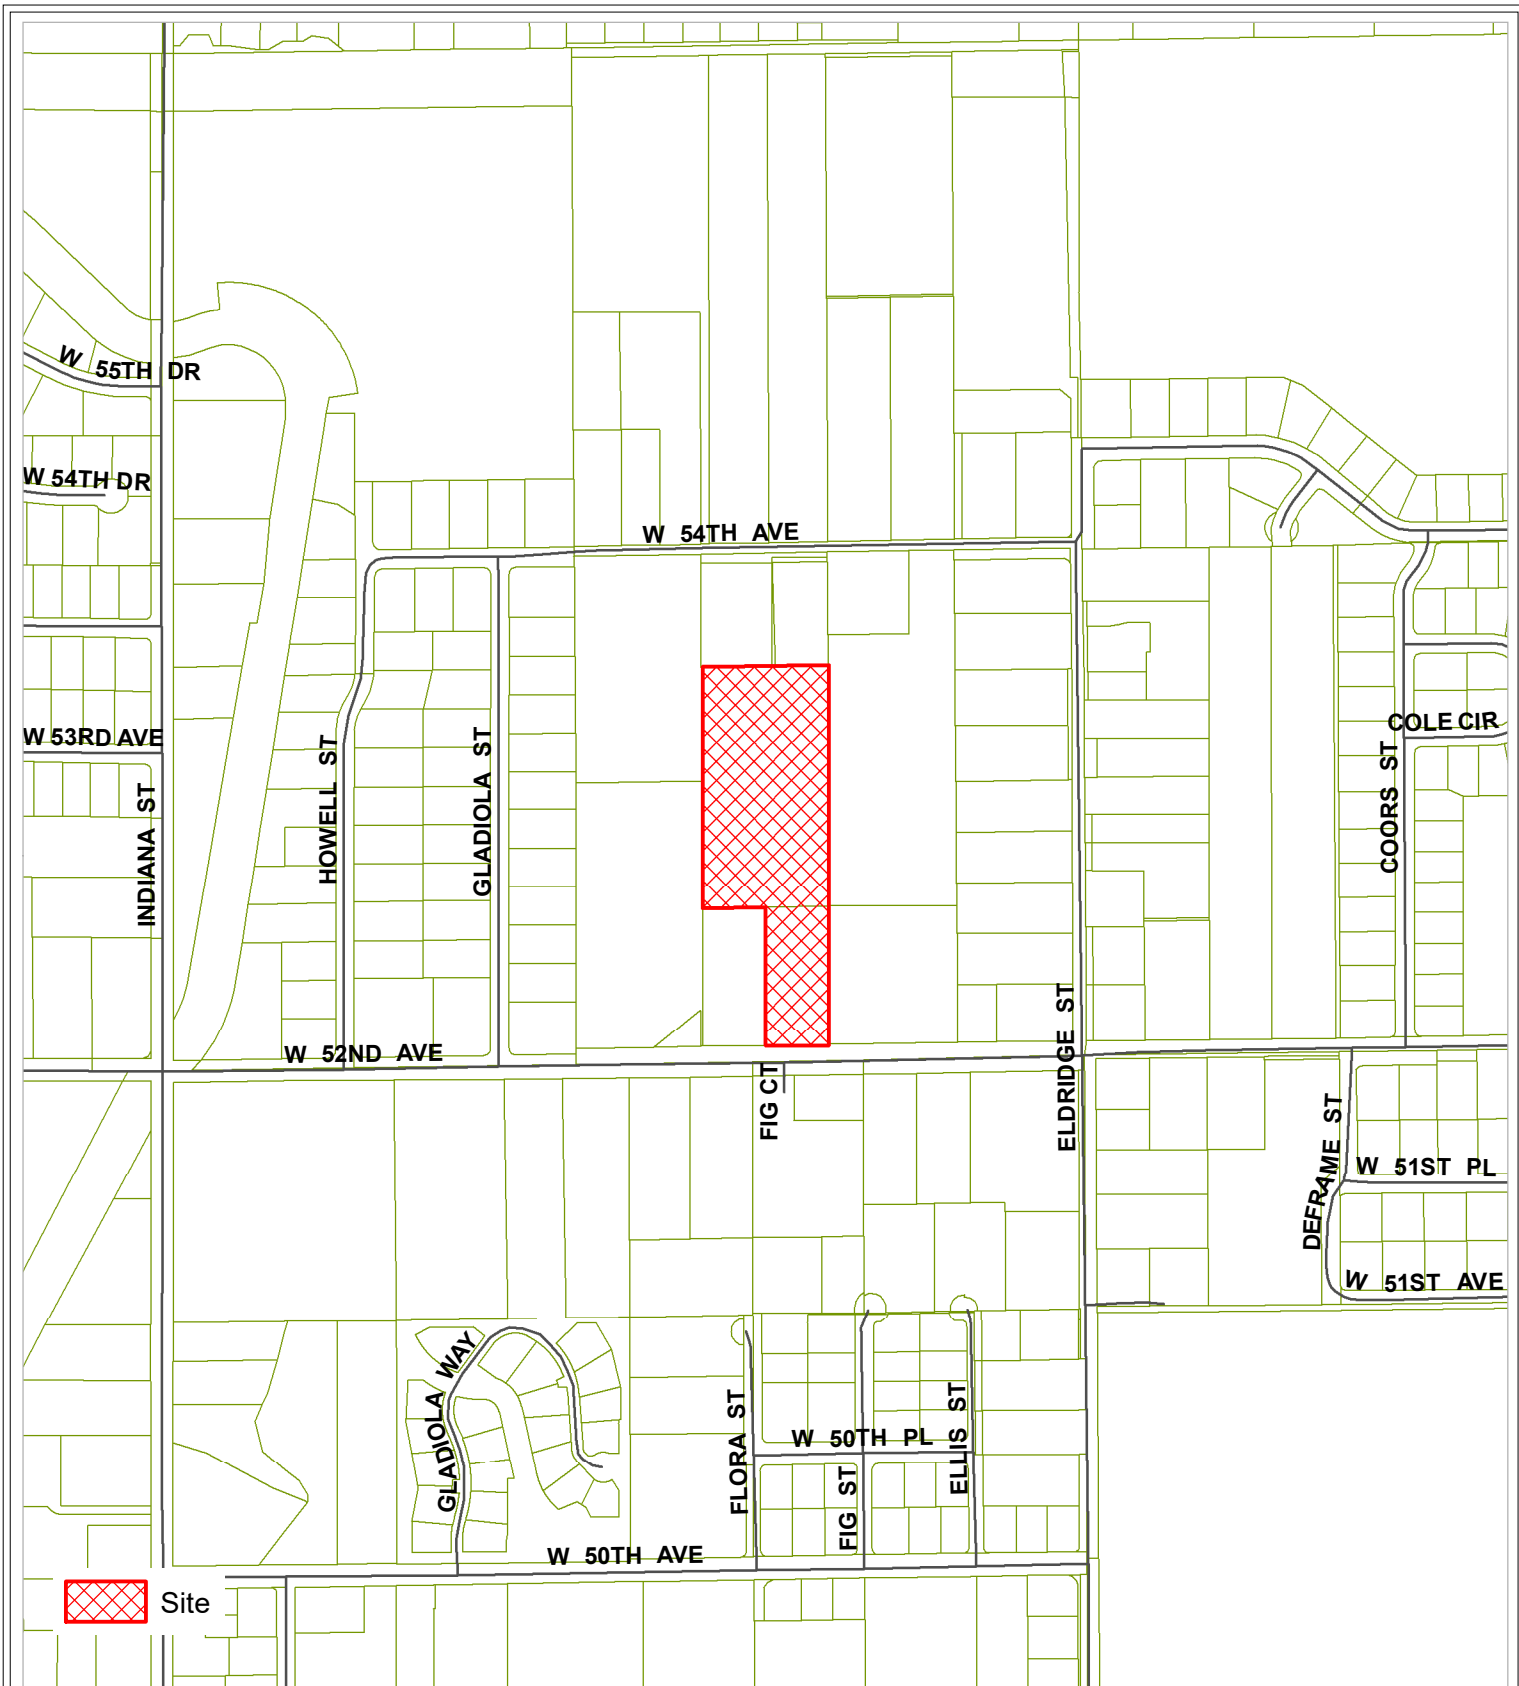 W 55TH DR
W 54TH DR
W 54TH AVE
W 53RD AVE
COLE CIR
INDIANA ST
HOWELL ST
GLADIOLA ST
COORS ST
W 52ND AVE
FIG CT
ELDRIDGE ST
DEFRAME ST
W 51ST PL
W 51ST AVE
GLADIOLA WAY
FLORA ST
W 50TH PL
FIG ST
ELLIS ST
W 50TH AVE
Site